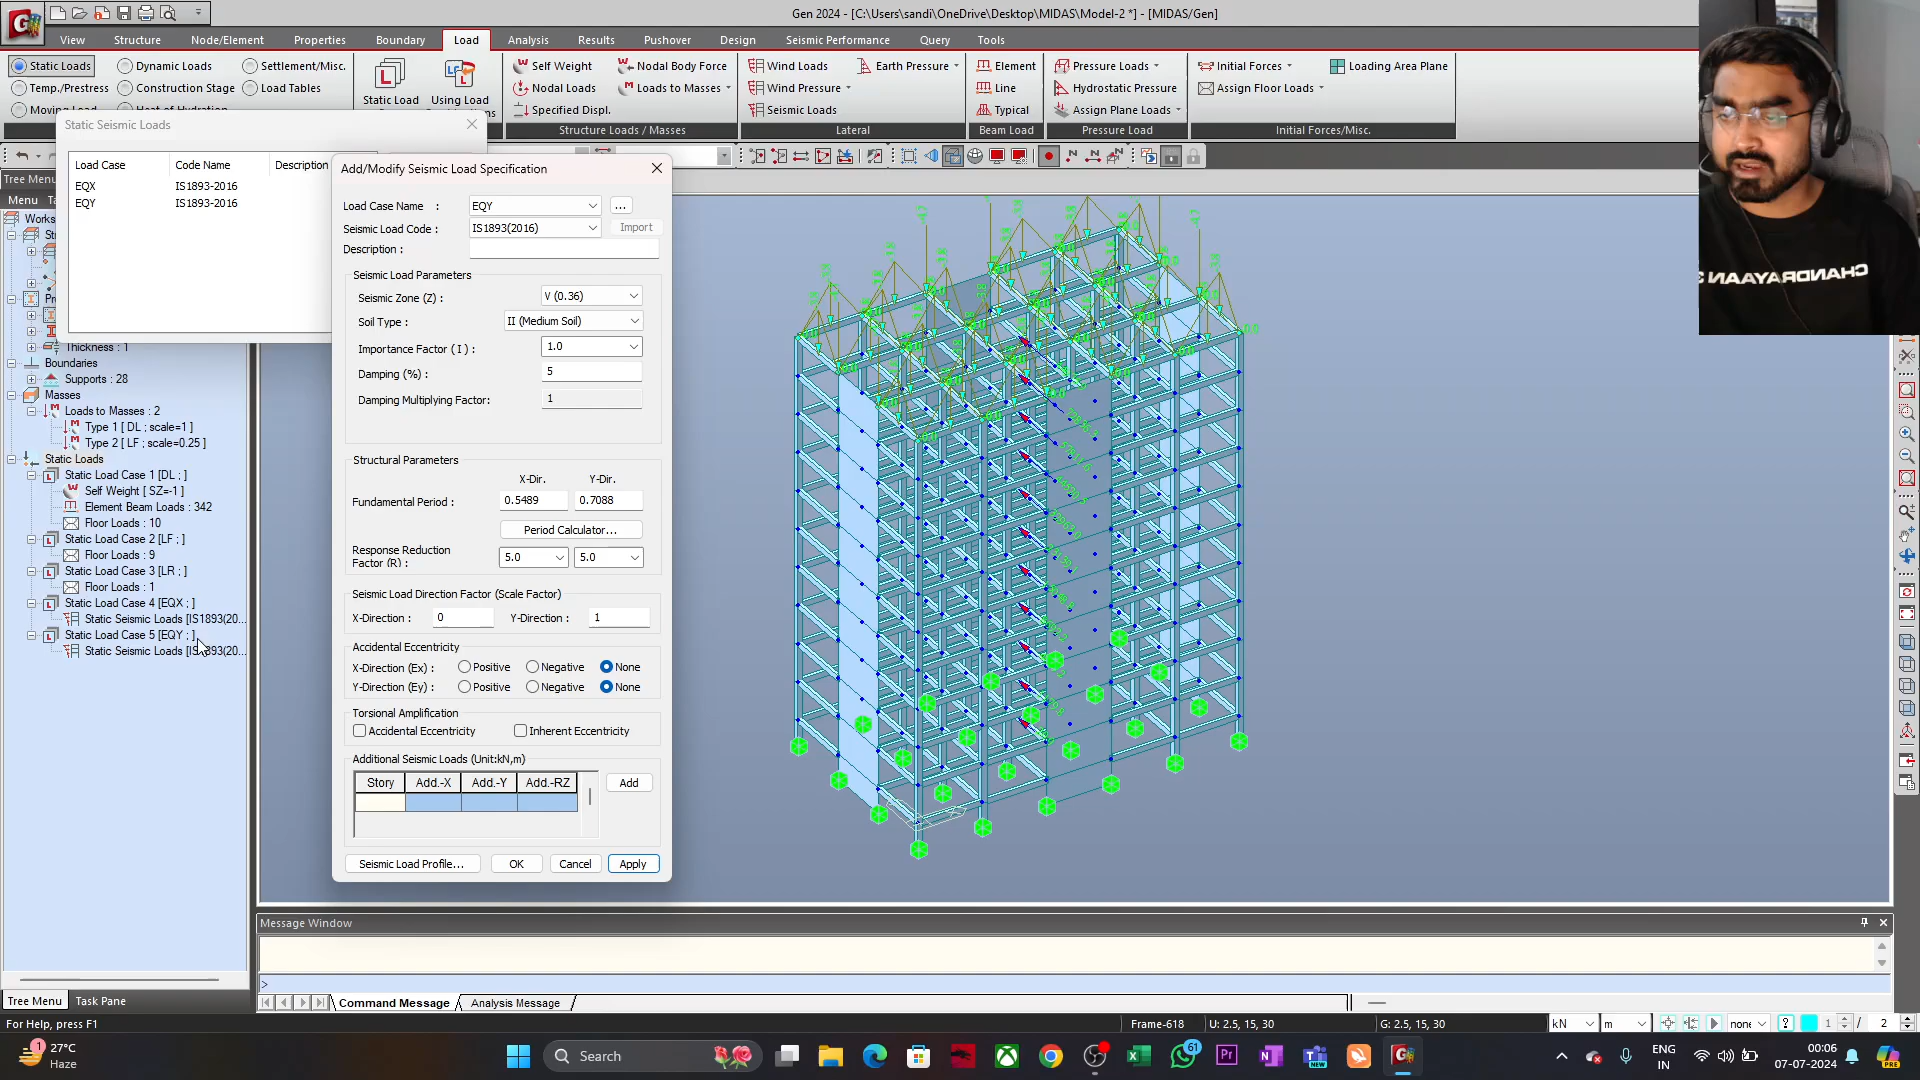 Gen 2024 - [C:\Users\sandi\OneDrive\Desktop\MIDAS\Model-2 *] - [MIDAS/Gen]
View Structure Node/Element Properties Boundary Load Analysis Results Pushover Design Seismic Performance Query Tools
Static Loads Dynamic Loads Settlement/Misc.
Temp./Prestress Construction Stage Load Tables
Static Load
Using Load
Self Weight Nodal Body Force
Nodal Loads Loads to Masses
Specified Displ.
Structure Loads / Masses
Wind Loads Earth Pressure
Wind Pressure
Seismic Loads
Lateral
Element
Line
Typical
Beam Load
Pressure Loads
Hydrostatic Pressure
Assign Plane Loads
Pressure Load
Initial Forces Loading Area Plane
Assign Floor Loads
Initial Forces/Misc.
Static Seismic Loads
Load Case Code Name Description
EQX IS1893-2016
EQY IS1893-2016
Tree Menu
Menu
Works
Thickness : 1
Boundaries
Supports : 28
Masses
Loads to Masses : 2
Type 1 [ DL ; scale=1 ]
Type 2 [ LF ; scale=0.25 ]
Static Loads
Static Load Case 1 [DL ; ]
Self Weight [ SZ=-1 ]
Element Beam Loads : 342
Floor Loads : 10
Static Load Case 2 [LF ; ]
Floor Loads : 9
Static Load Case 3 [LR ; ]
Floor Loads : 1
Static Load Case 4 [EQX ; ]
Static Seismic Loads [IS1893(20...
Static Load Case 5 [EQY ; ]
Static Seismic Loads [IS1893(20...
Tree Menu Task Pane
Add/Modify Seismic Load Specification
Load Case Name : EQY ...
Seismic Load Code : IS1893(2016) Import
Description :
Seismic Load Parameters
Seismic Zone (Z) : V (0.36)
Soil Type : II (Medium Soil)
Importance Factor ( I ) : 1.0
Damping (%) : 5
Damping Multiplying Factor: 1
Structural Parameters
X-Dir. Y-Dir.
Fundamental Period : 0.5489 0.7088
Period Calculator...
Response Reduction
Factor (R) : 5.0 5.0
Seismic Load Direction Factor (Scale Factor)
X-Direction : 0 Y-Direction : 1
Accidental Eccentricity
X-Direction (Ex) : Positive Negative None
Y-Direction (Ey) : Positive Negative None
Torsional Amplification
Accidental Eccentricity Inherent Eccentricity
Additional Seismic Loads (Unit:kN,m)
Story Add.-X Add.-Y Add.-RZ Add
Seismic Load Profile... OK Cancel Apply
CHANDRAYAAN 3
Message Window
>
Command Message Analysis Message
For Help, press F1
Frame-618 U: 2.5, 15, 30 G: 2.5, 15, 30 kN m none 1 / 2
27°C
Haze
Search
61
ENG
IN
00:06
07-07-2024